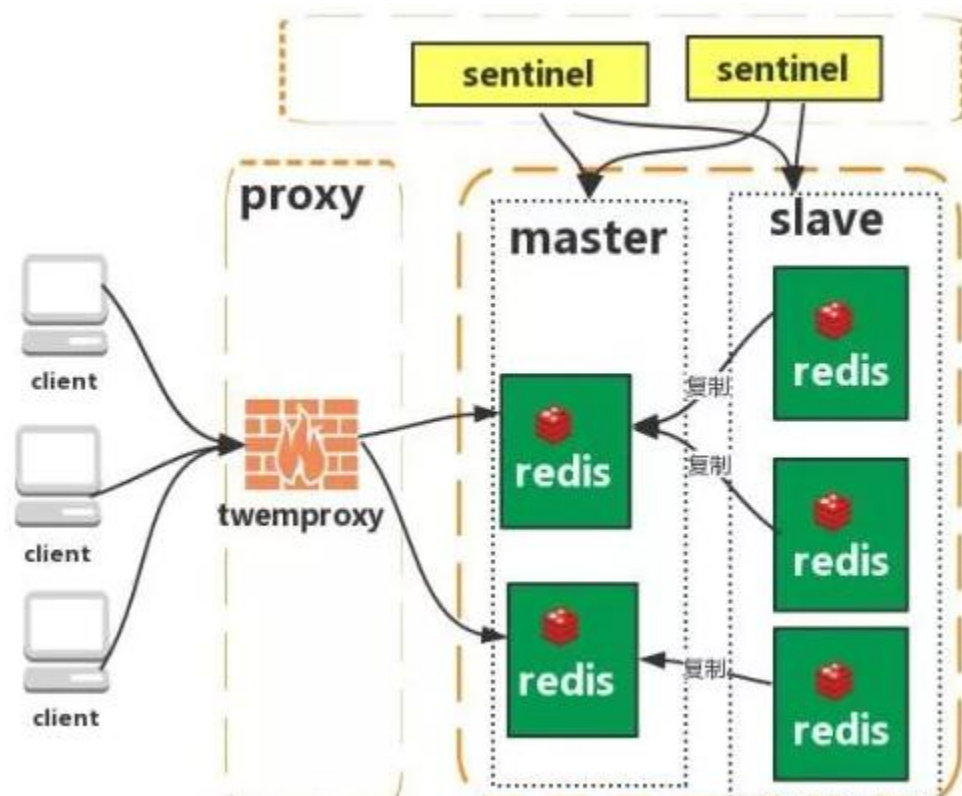 sentinel
sentinel
proxy
master
slave
client
client
client
twemproxy
redis
redis
复制
复制
复制
redis
redis
redis